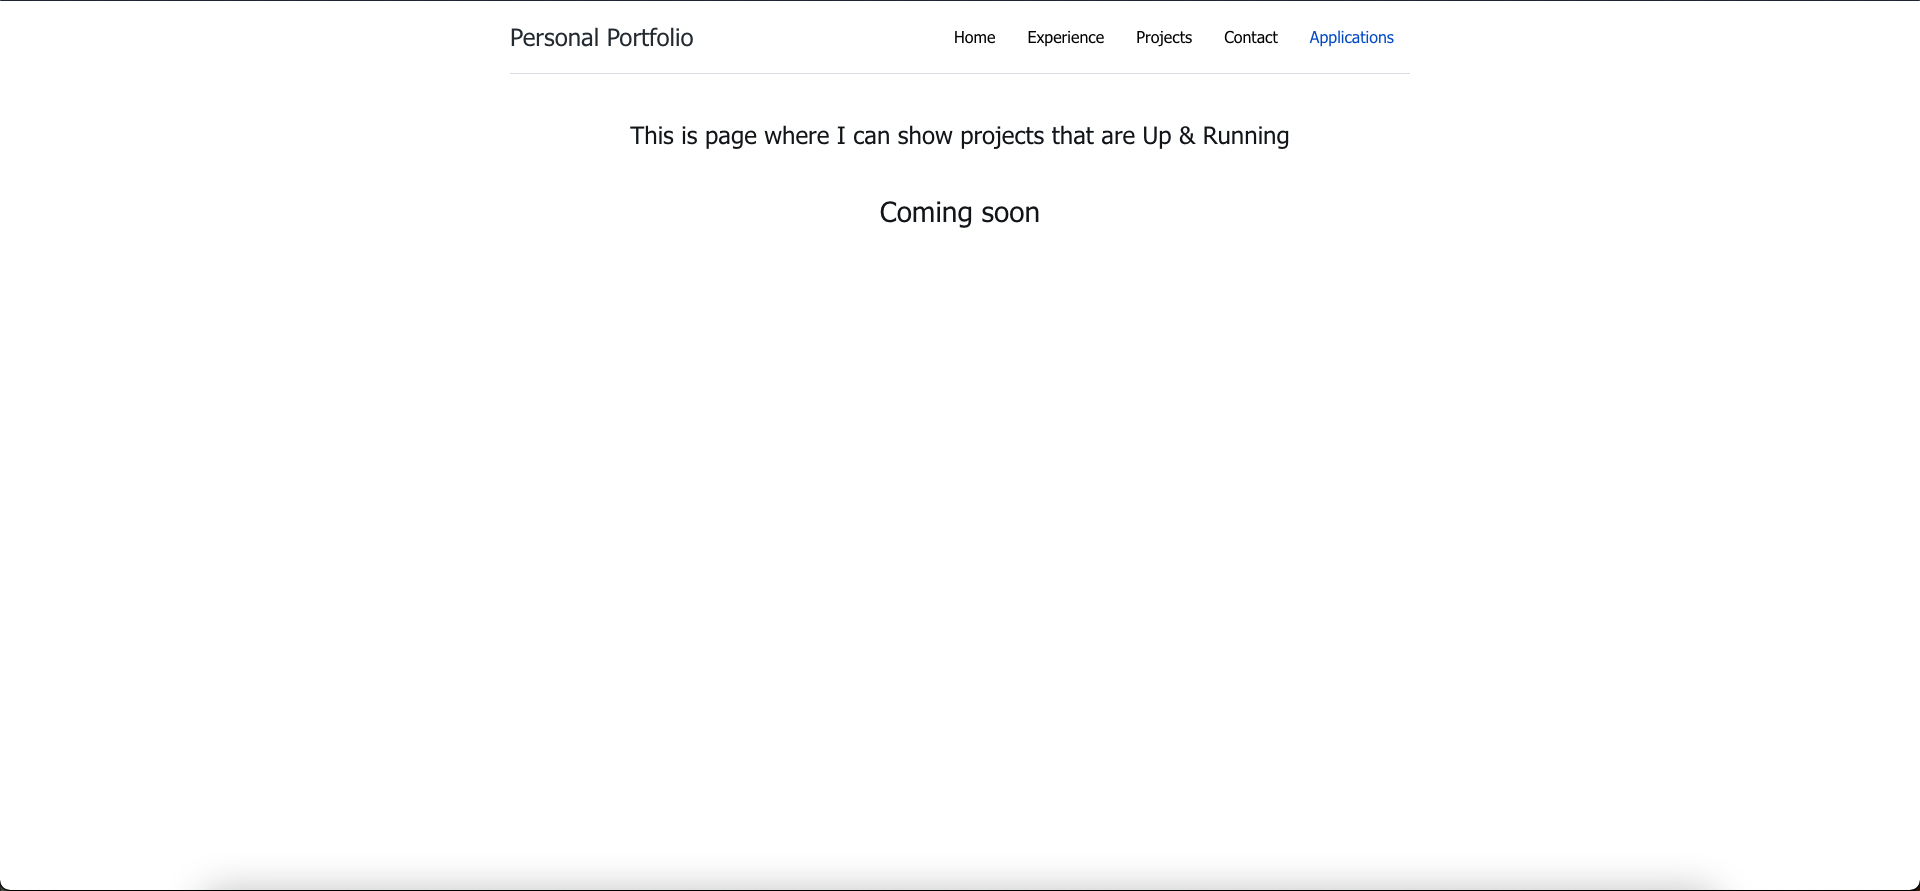 Personal Portfolio Home Experience Projects Contact Applications
This is page where I can show projects that are Up & Running
Coming soon